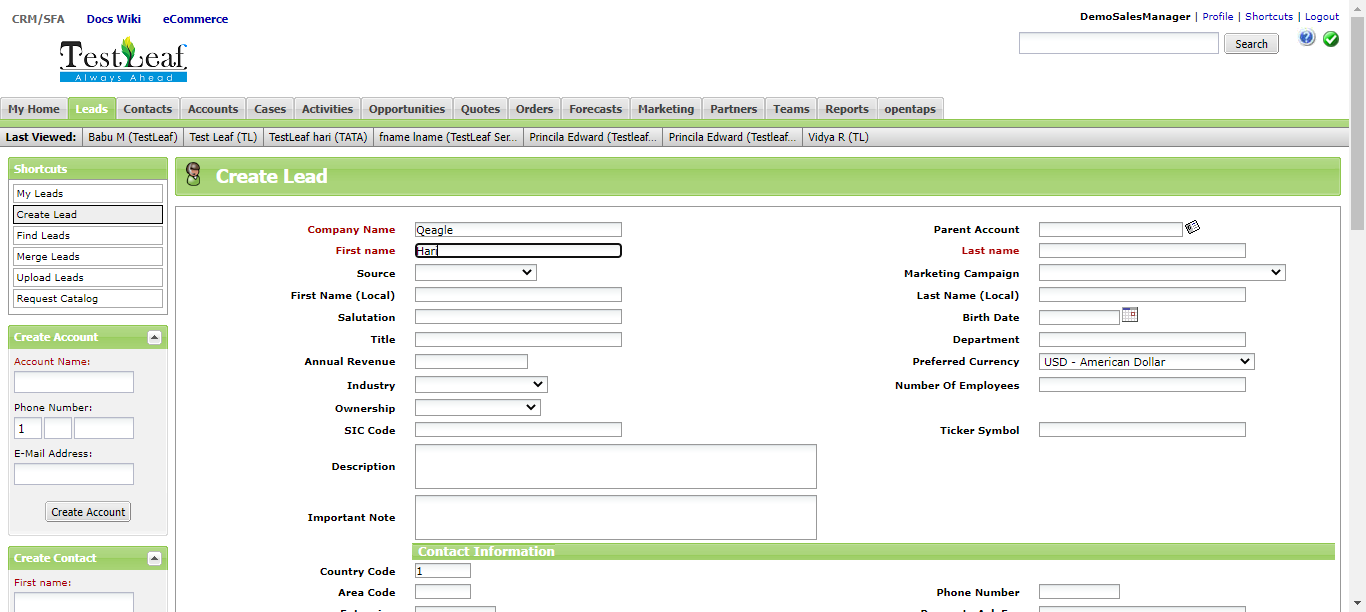 CRM/SFA Docs Wiki eCommerce
DemoSalesManager | Profile | Shortcuts | Logout
TestLeaf
Always Ahead
Search
My Home Leads Contacts Accounts Cases Activities Opportunities Quotes Orders Forecasts Marketing Partners Teams Reports opentaps
Last Viewed: Babu M (TestLeaf) Test Leaf (TL) TestLeaf hari (TATA) fname lname (TestLeaf Ser... Princila Edward (Testleaf... Princila Edward (Testleaf... Vidya R (TL)
Shortcuts
My Leads
Create Lead
Find Leads
Merge Leads
Upload Leads
Request Catalog
Create Account
Account Name:
Phone Number:
1
E-Mail Address:
Create Account
Create Contact
First name:
Create Lead
Company Name Qeagle Parent Account
First name Hari Last name
Source Marketing Campaign
First Name (Local) Last Name (Local)
Salutation Birth Date
Title Department
Annual Revenue Preferred Currency USD - American Dollar
Industry Number Of Employees
Ownership
SIC Code Ticker Symbol
Description
Important Note
Contact Information
Country Code 1
Area Code Phone Number